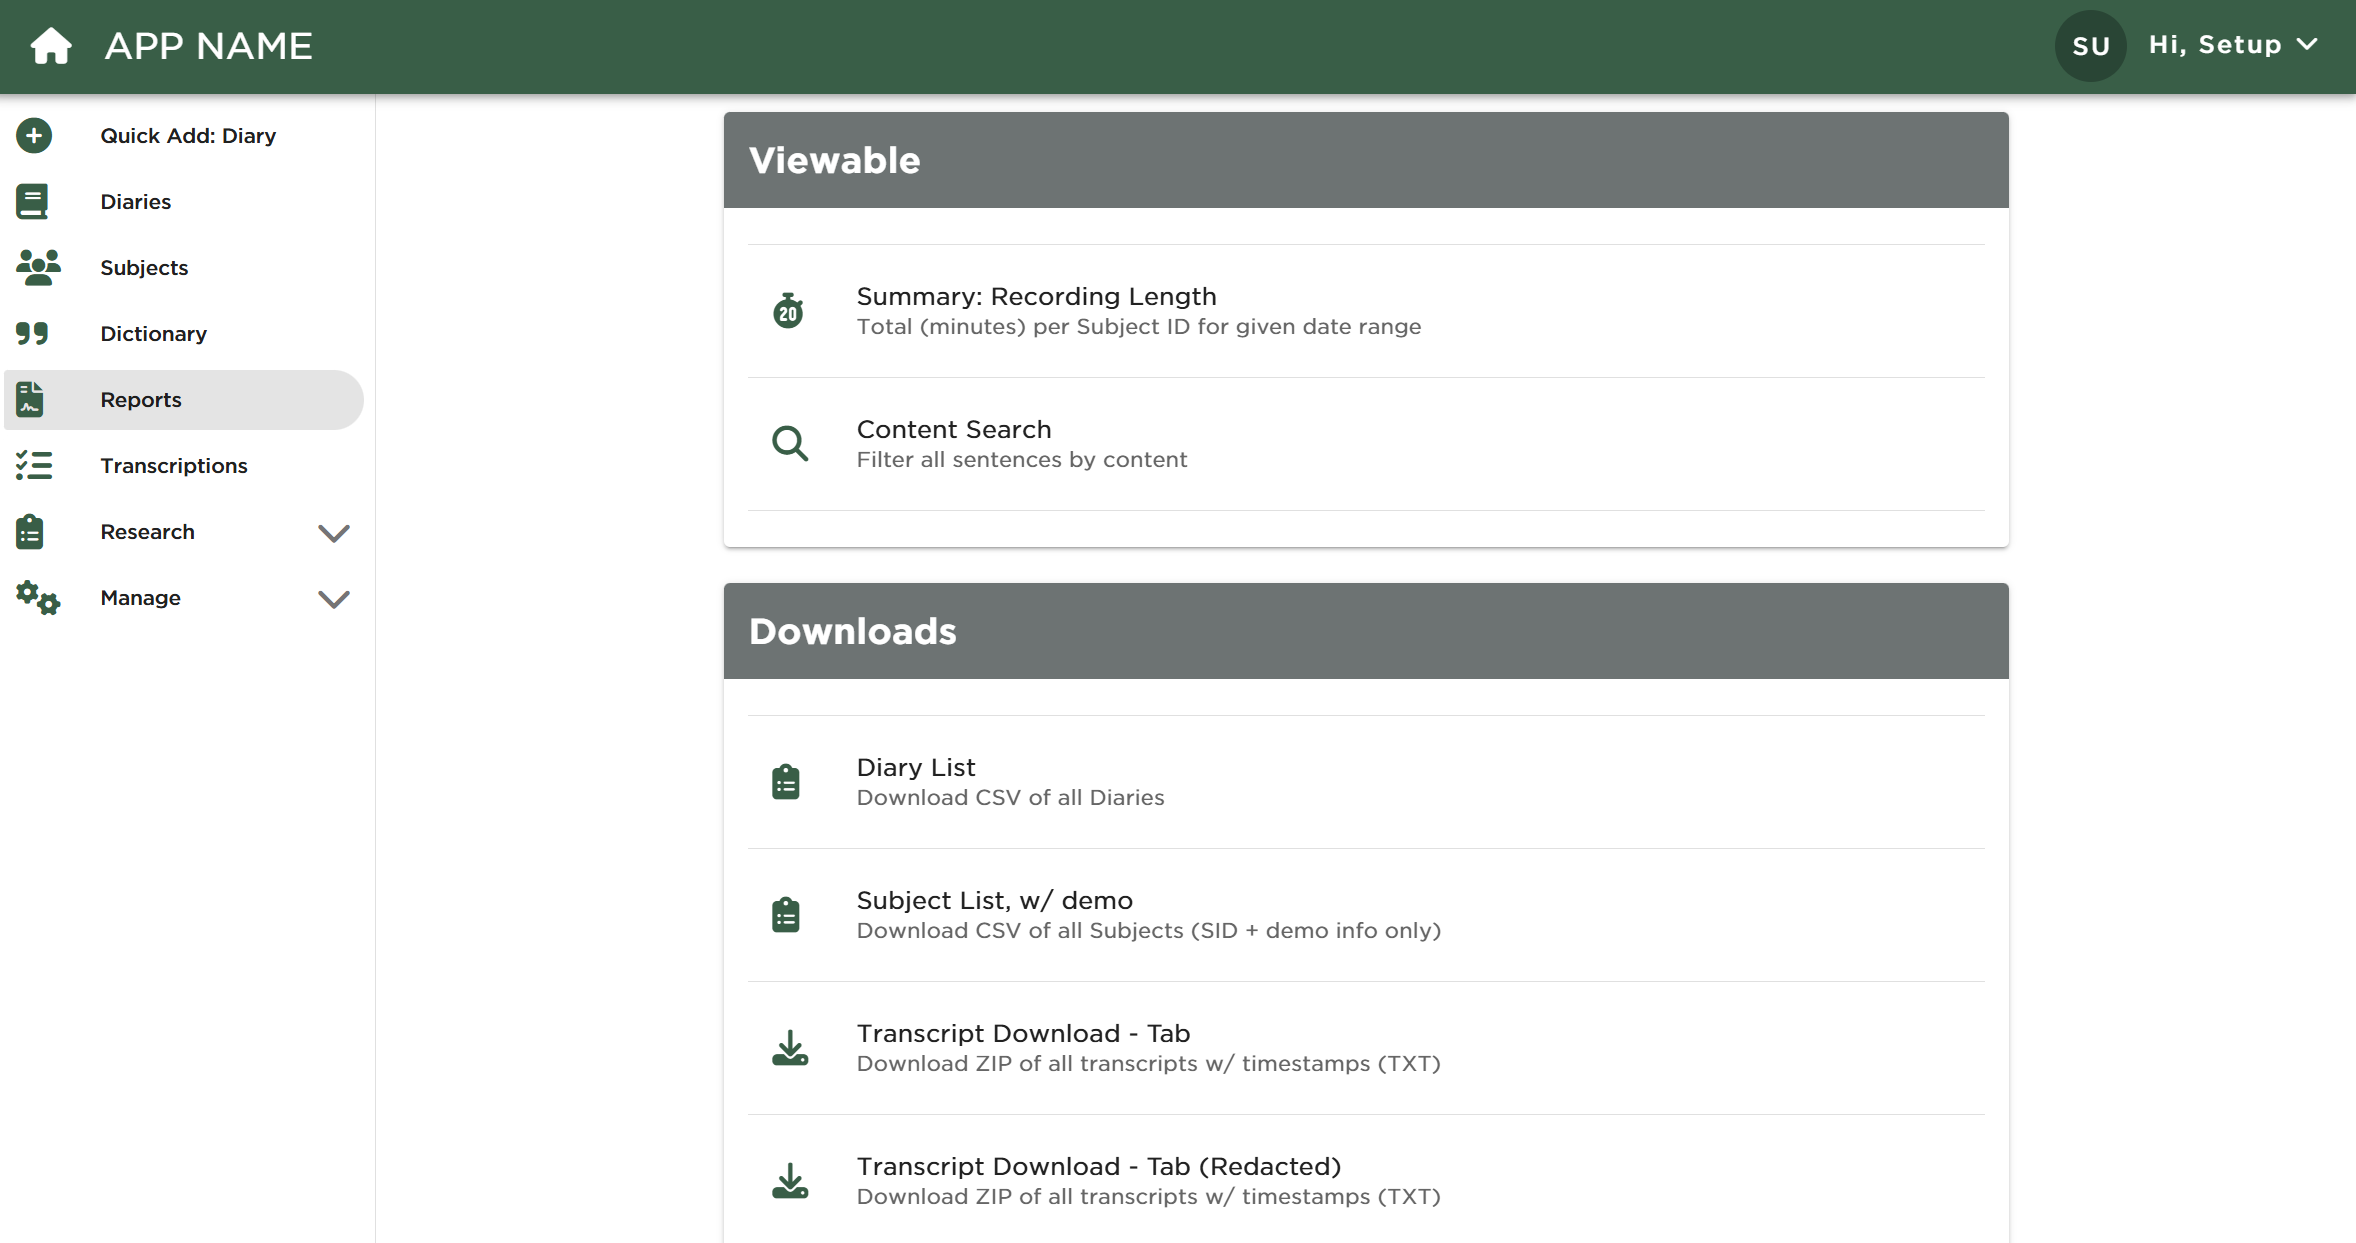 APP NAME
SU
Hi, Setup
Quick Add: Diary
Diaries
Subjects
Dictionary
Reports
Transcriptions
Research
Manage
Viewable
20
Summary: Recording Length
Total (minutes) per Subject ID for given date range
Content Search
Filter all sentences by content
Downloads
Diary List
Download CSV of all Diaries
Subject List, w/ demo
Download CSV of all Subjects (SID + demo info only)
Transcript Download - Tab
Download ZIP of all transcripts w/ timestamps (TXT)
Transcript Download - Tab (Redacted)
Download ZIP of all transcripts w/ timestamps (TXT)